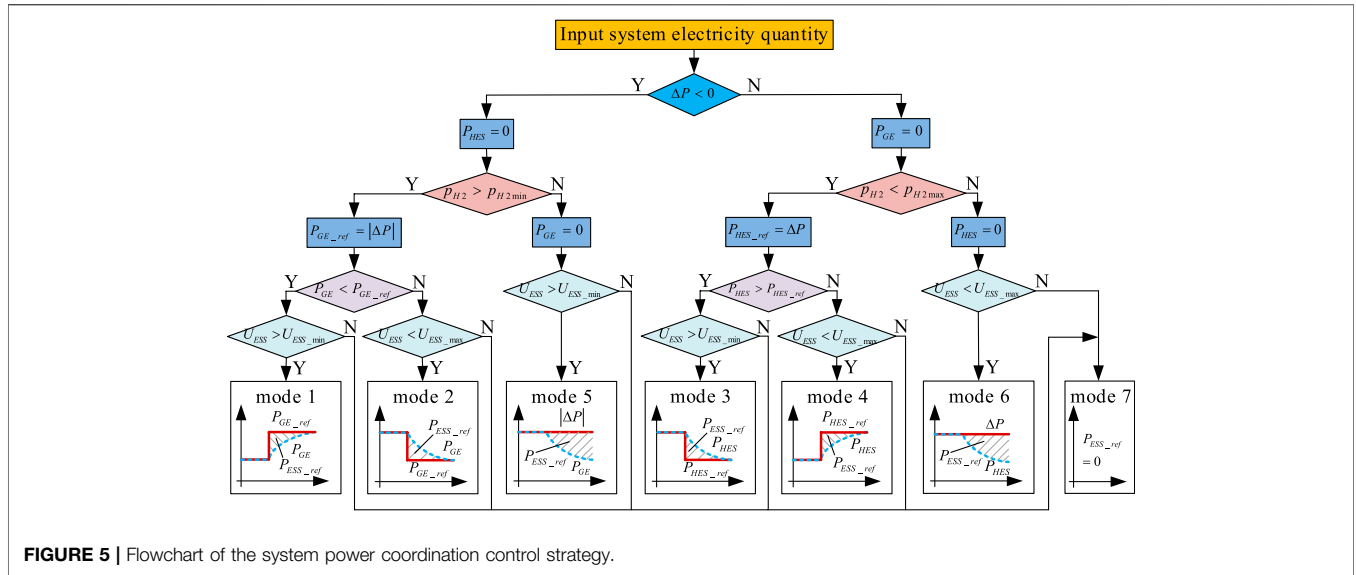 Input system electricity quantity
Y ΔP < 0 N
P_HES = 0 P_GE = 0
Y p_H2 > p_H2min N Y p_H2 < p_H2max N
P_GE_ref = |ΔP| P_GE = 0 P_HES_ref = ΔP P_HES = 0
Y P_GE < P_GE_ref N U_ESS > U_ESS_min N Y P_HES > P_HES_ref N U_ESS < U_ESS_max N
U_ESS > U_ESS_min N U_ESS < U_ESS_max N U_ESS > U_ESS_min N U_ESS < U_ESS_max N
Y Y Y Y Y Y
mode 1
P_GE_ref
P_GE
P_ESS_ref
mode 2
P_ESS_ref
P_GE
P_GE_ref
mode 5
|ΔP|
P_ESS_ref
P_GE
mode 3
P_ESS_ref
P_HES
P_HES_ref
mode 4
P_HES_ref
P_HES
P_ESS_ref
mode 6
ΔP
P_ESS_ref
P_HES
mode 7
P_ESS_ref
= 0
FIGURE 5 | Flowchart of the system power coordination control strategy.